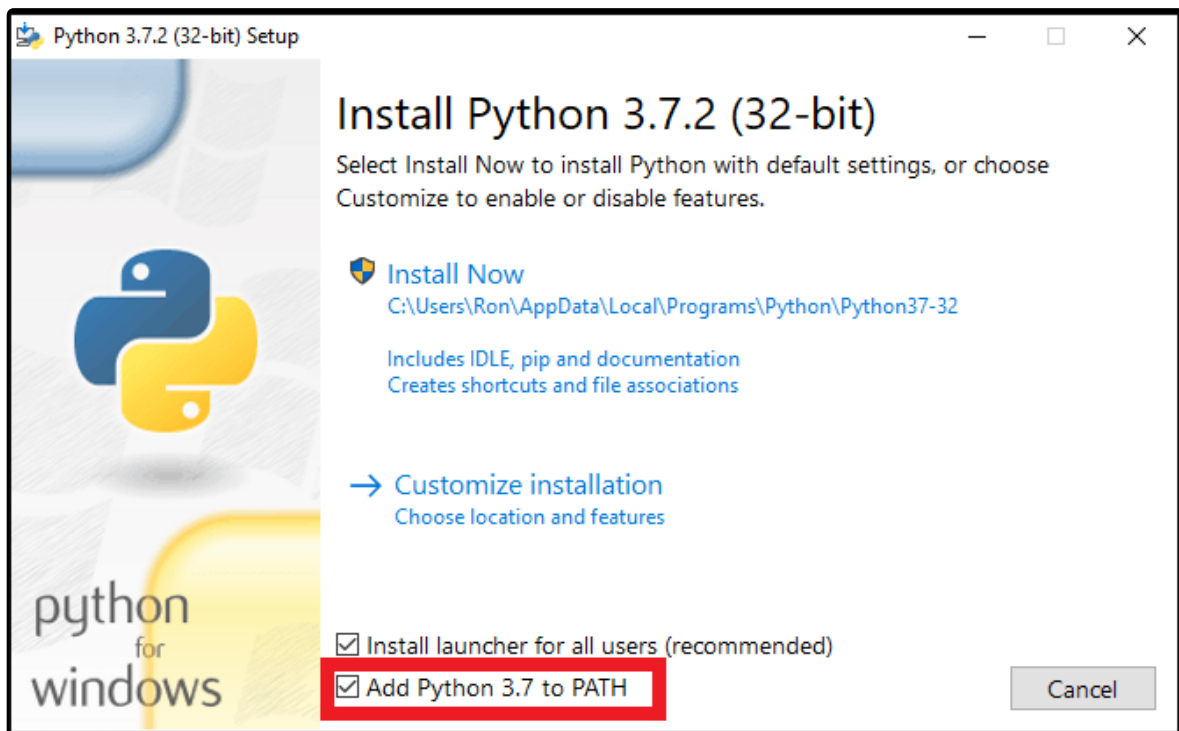 Python 3.7.2 (32-bit) Setup
Install Python 3.7.2 (32-bit)
Select Install Now to install Python with default settings, or choose
Customize to enable or disable features.
Install Now
C:\Users\Ron\AppData\Local\Programs\Python\Python37-32
Includes IDLE, pip and documentation
Creates shortcuts and file associations
Customize installation
Choose location and features
python
for
windows
Install launcher for all users (recommended)
Add Python 3.7 to PATH
Cancel